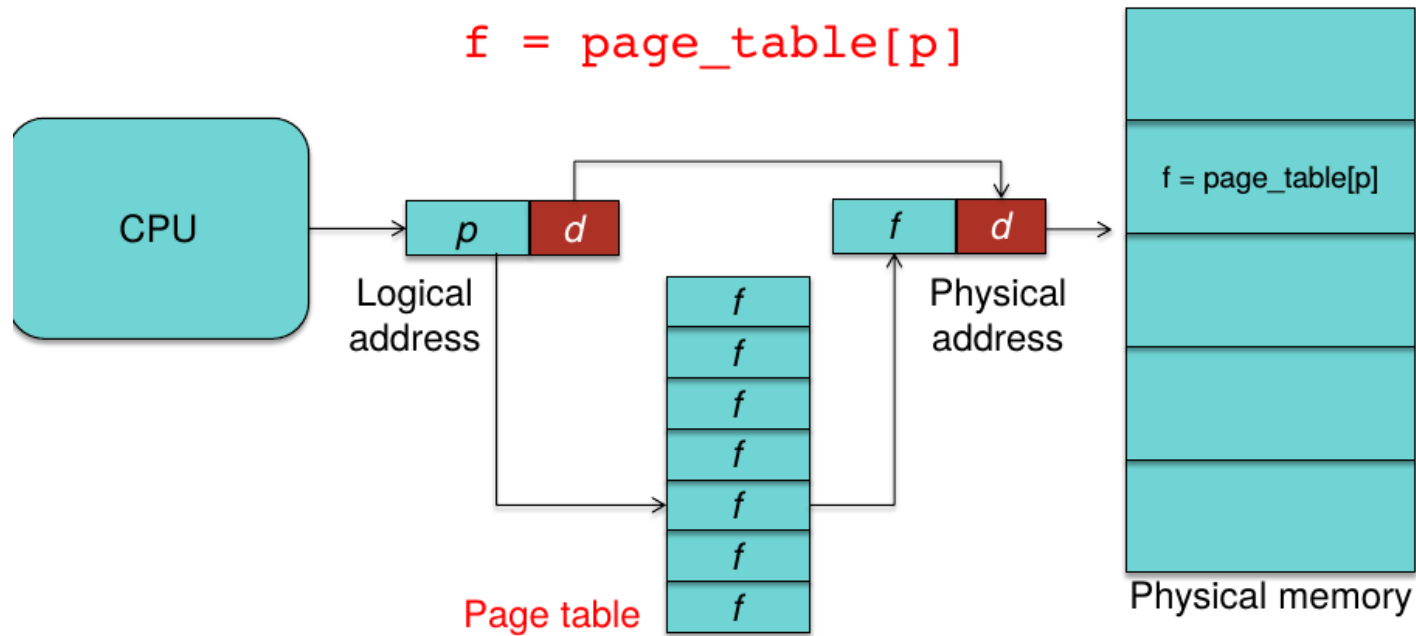 f = page_table[p]
CPU
p d
Logical
address
f
f
f
f
f
f
f
Page table
f d
Physical
address
f = page_table[p]
Physical memory